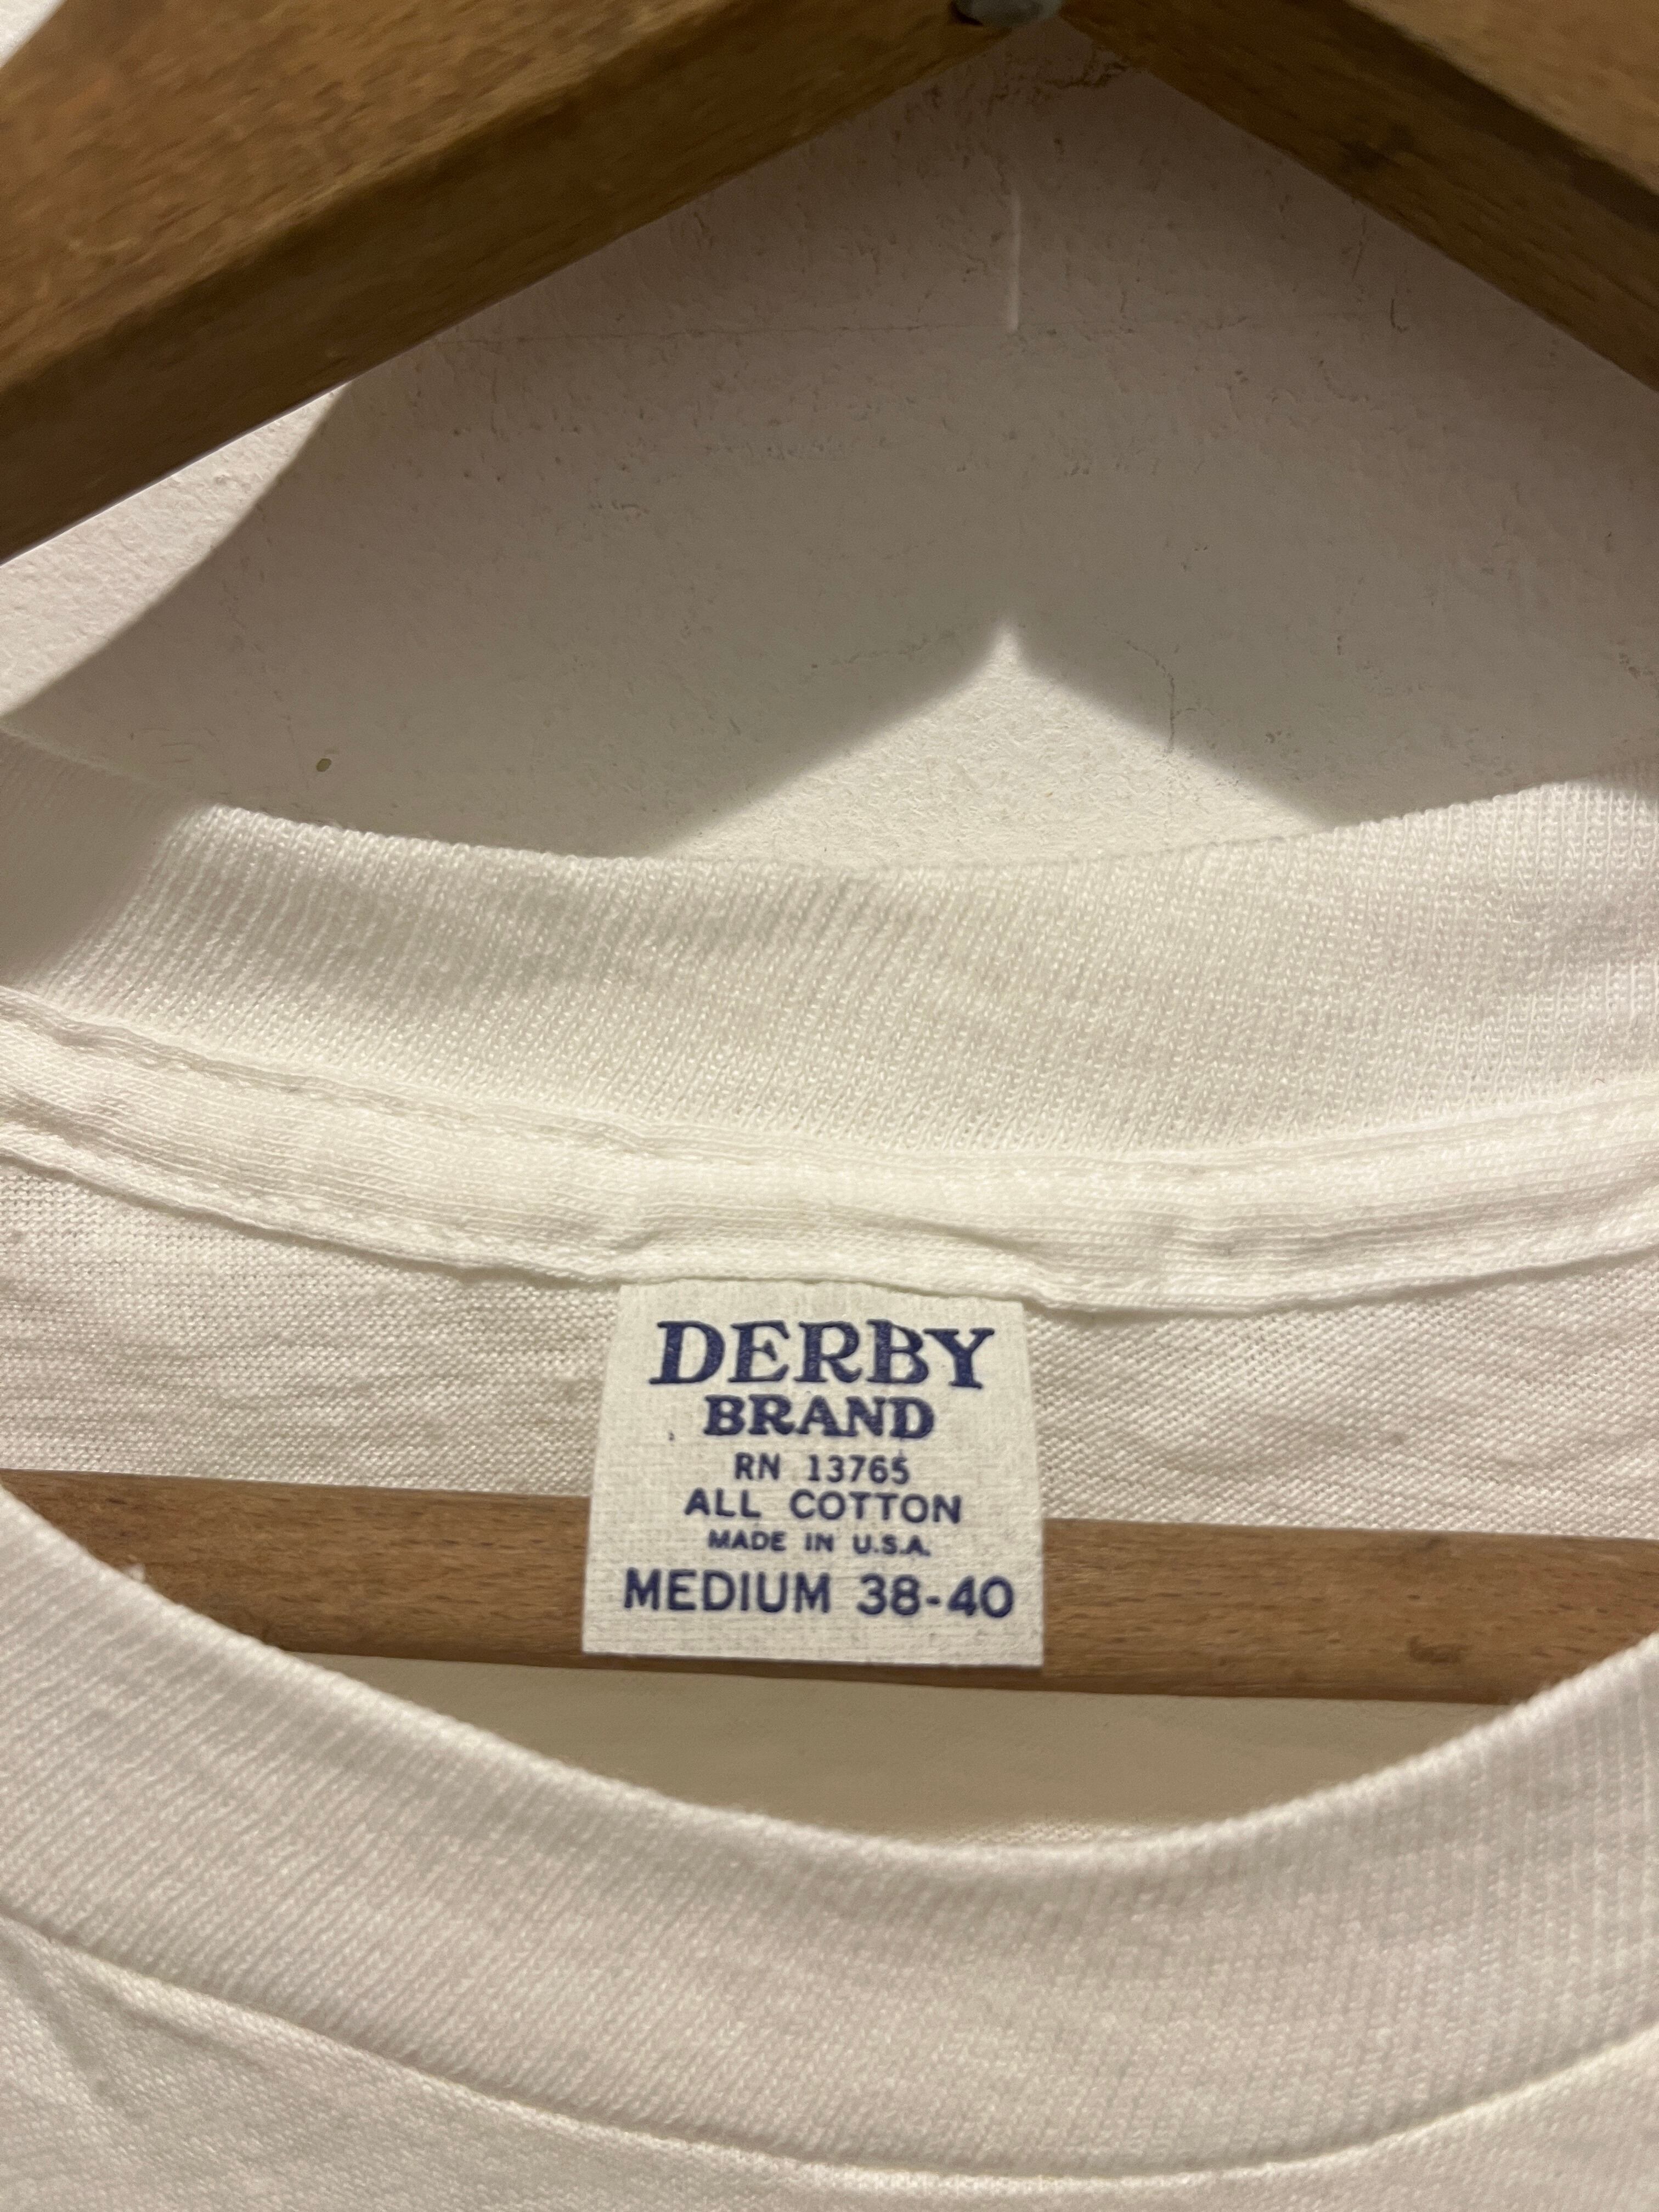 DERBY
BRAND
RN 13765
ALL COTTON
MADE IN U.S.A.
MEDIUM 38-40